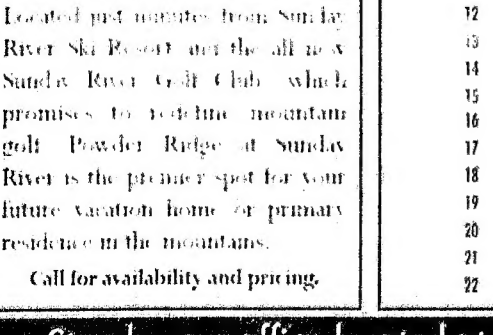 Located just minutes from Sunday
River Ski Resort and the all new
Sunday River Golf Club which
promises to redefine mountain
golf. Powder Ridge at Sunday
River is the premier spot for your
future vacation home or primary
residence in the mountains.
Call for availability and pricing.
12
13
14
15
16
17
18
19
20
21
22